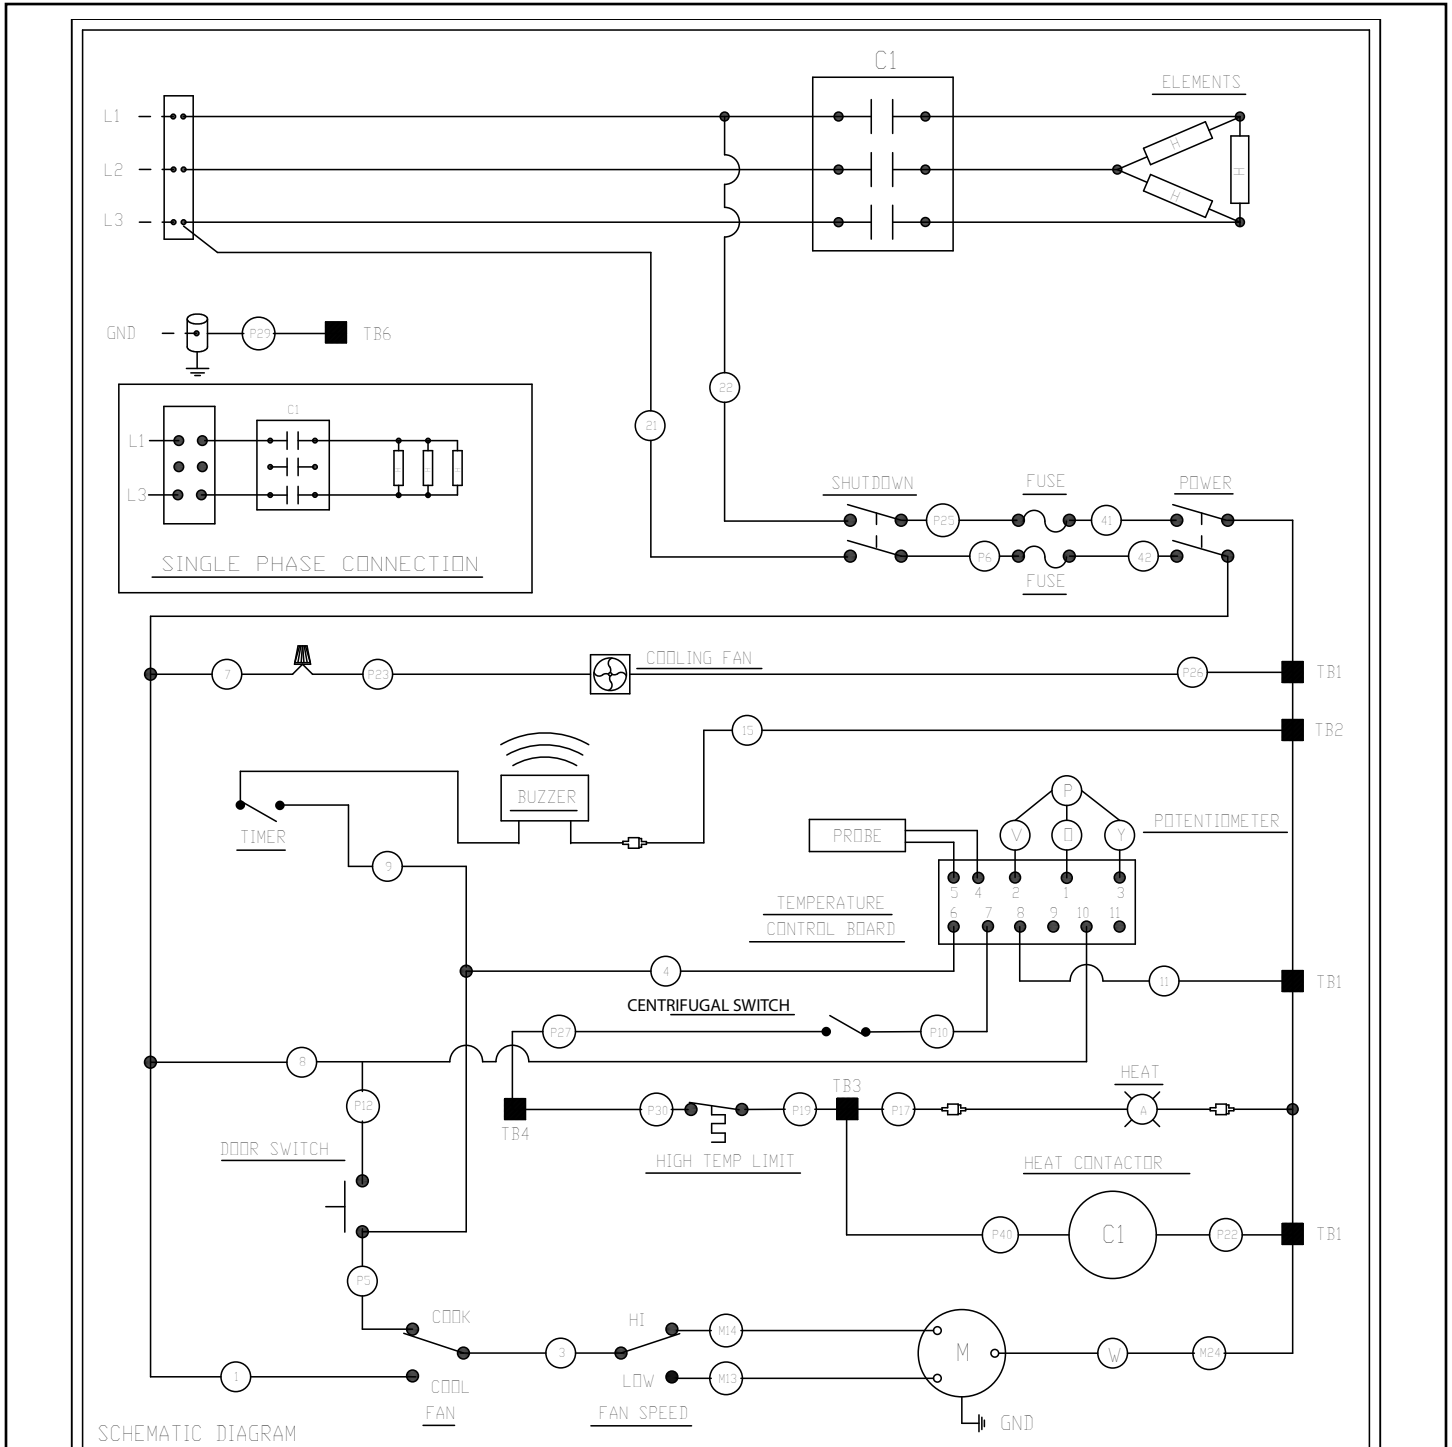 C1
ELEMENTS
L1
H
L2
H
H
L3
GND
P29
TB6
22
C1
L1
21
H H H
L3
SHUTDOWN
FUSE
POWER
P25
41
P6
42
FUSE
SINGLE PHASE CONNECTION
COOLING FAN
7
P23
P26
TB1
15
TB2
BUZZER
P
POTENTIOMETER
TIMER
PROBE
V
O
Y
9
5 4 2 1 3
TEMPERATURE
CONTROL BOARD
6 7 8 9 10 11
4
11
TB1
CENTRIFUGAL SWITCH
P27
P10
8
HEAT
TB3
P12
P30
P19
P17
A
TB4
DOOR SWITCH
HIGH TEMP LIMIT
HEAT CONTACTOR
P40
C1
P22
TB1
P5
COOK
HI
M14
3
M
W
M24
1
COOL
LOW
M13
FAN
FAN SPEED
GND
SCHEMATIC DIAGRAM